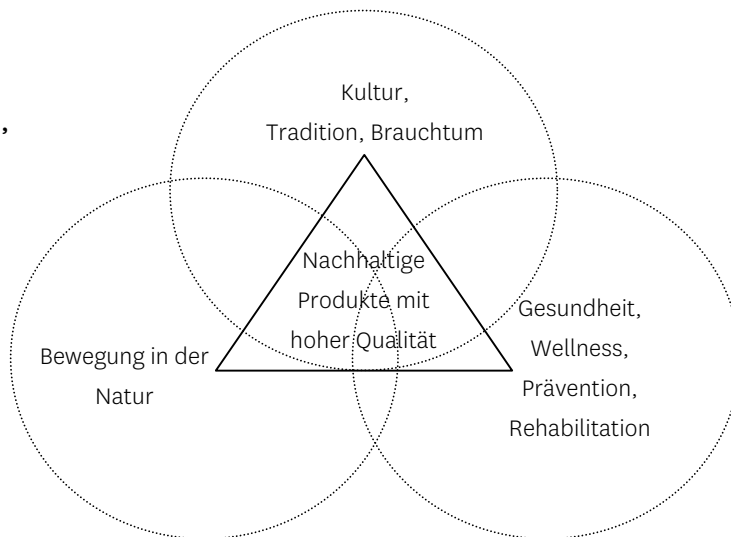 Kultur,
,
Tradition, Brauchtum
Nachhaltige
Produkte mit
hoher Qualität
Gesundheit,
Wellness,
Prävention,
Rehabilitation
Bewegung in der
Natur